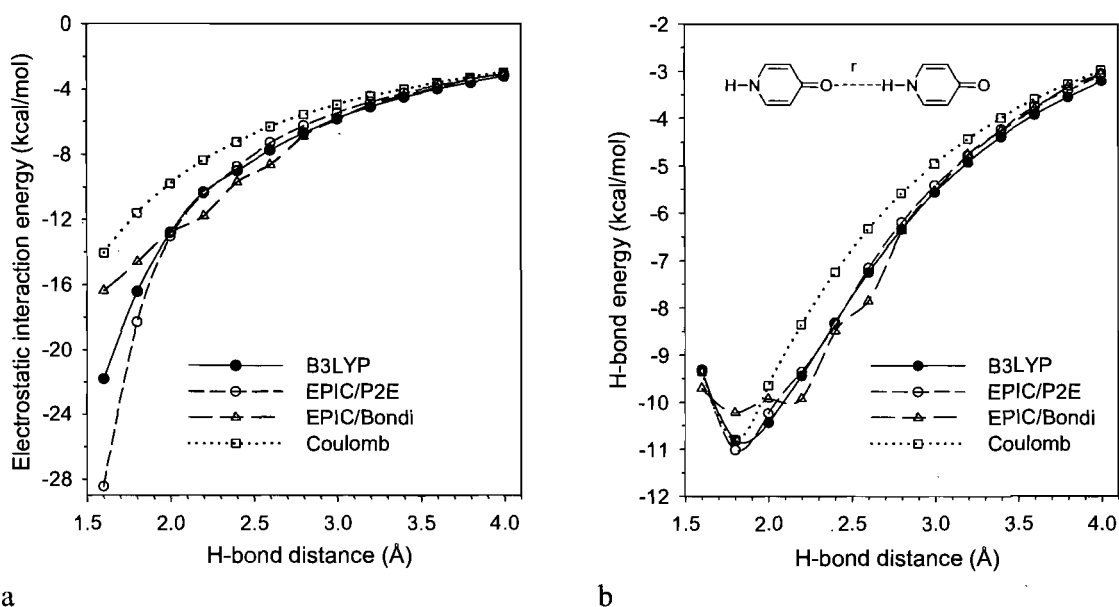 Electrostatic interaction energy (kcal/mol)
0
-4
-8
-12
-16
-20
-24
-28
B3LYP
EPIC/P2E
EPIC/Bondi
Coulomb
1.5 2.0 2.5 3.0 3.5 4.0
H-bond distance (Å)
a
H-bond energy (kcal/mol)
-2
-3
-4
-5
-6
-7
-8
-9
-10
-11
-12
r
H-N =O H-N =O
B3LYP
EPIC/P2E
EPIC/Bondi
Coulomb
1.5 2.0 2.5 3.0 3.5 4.0
H-bond distance (Å)
b